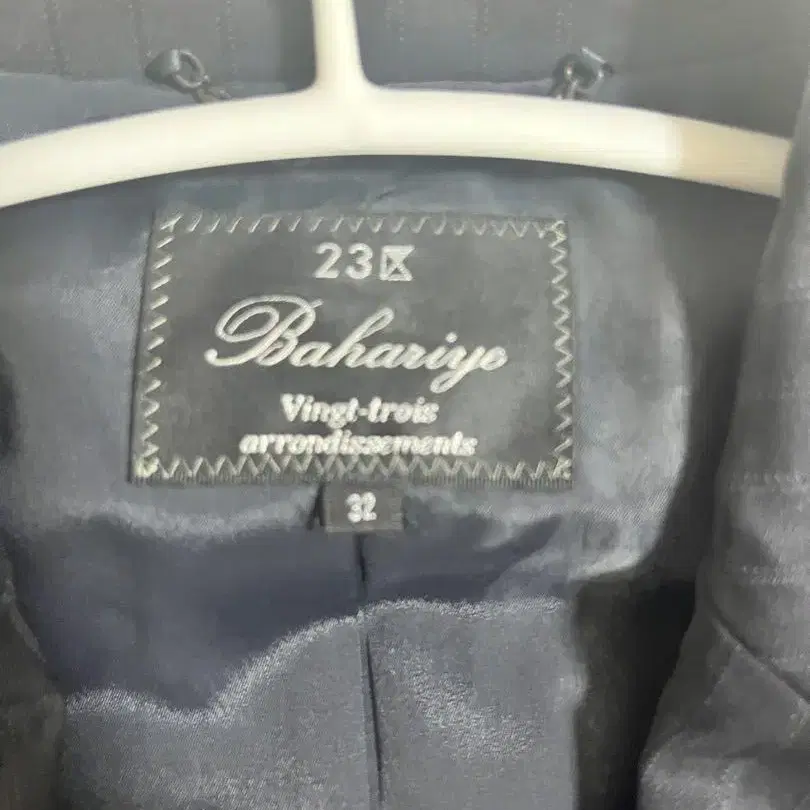 23区
Bahariye
Vingt-trois
arrondissements
32